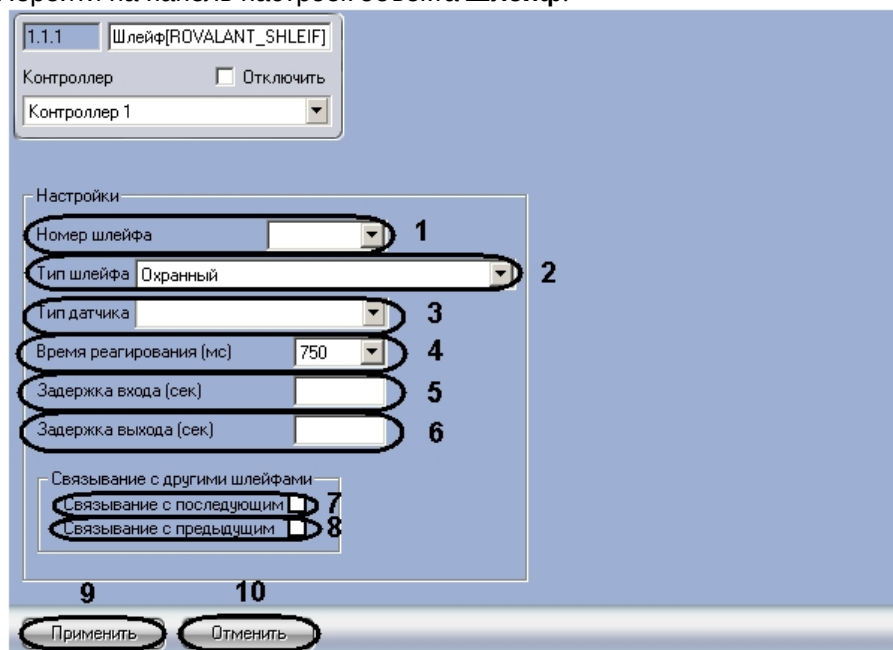 Перейти на панель настроек объекта Шлейф.
1.1.1 Шлейф[ROVALANT_SHLEIF]
Контроллер Отключить
Контроллер 1
Настройки
Номер шлейфа 1
Тип шлейфа Охранный 2
Тип датчика 3
Время реагирования (мс) 750 4
Задержка входа (сек) 5
Задержка выхода (сек) 6
Связывание с другими шлейфами
Связывание с последующим 7
Связывание с предыдущим 8
9 10
Применить Отменить